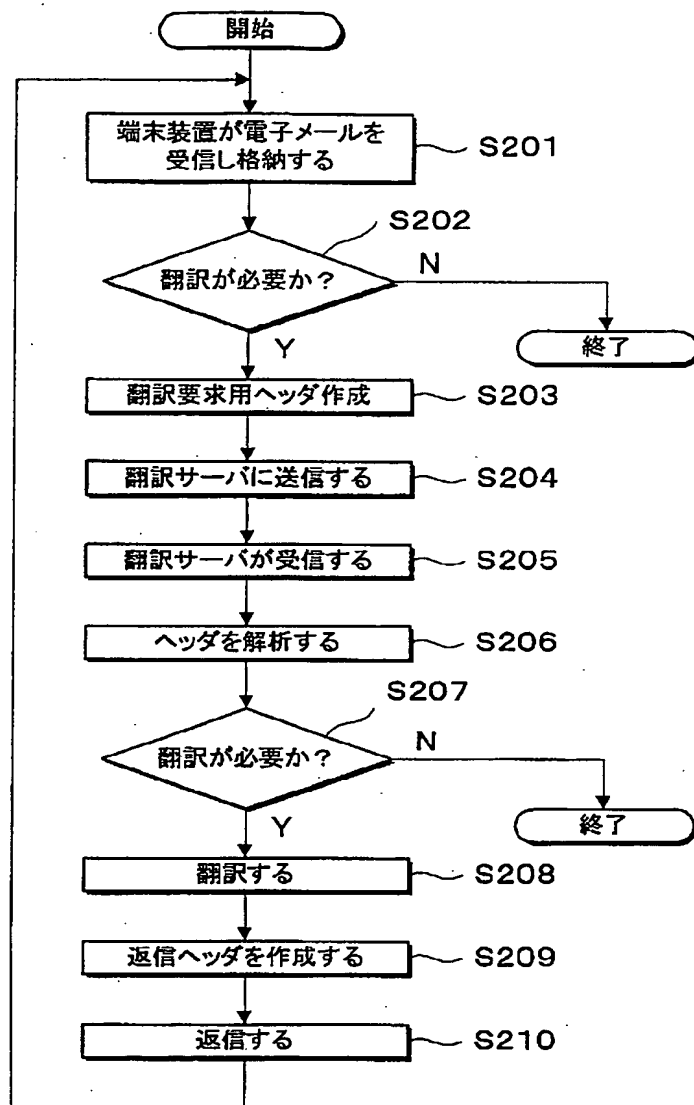 開始
端末装置が電子メールを
受信し格納する
S201
S202
翻訳が必要か?
N
終了
Y
翻訳要求用ヘッダ作成
S203
翻訳サーバに送信する
S204
翻訳サーバが受信する
S205
ヘッダを解析する
S206
S207
翻訳が必要か?
N
終了
Y
翻訳する
S208
返信ヘッダを作成する
S209
返信する
S210